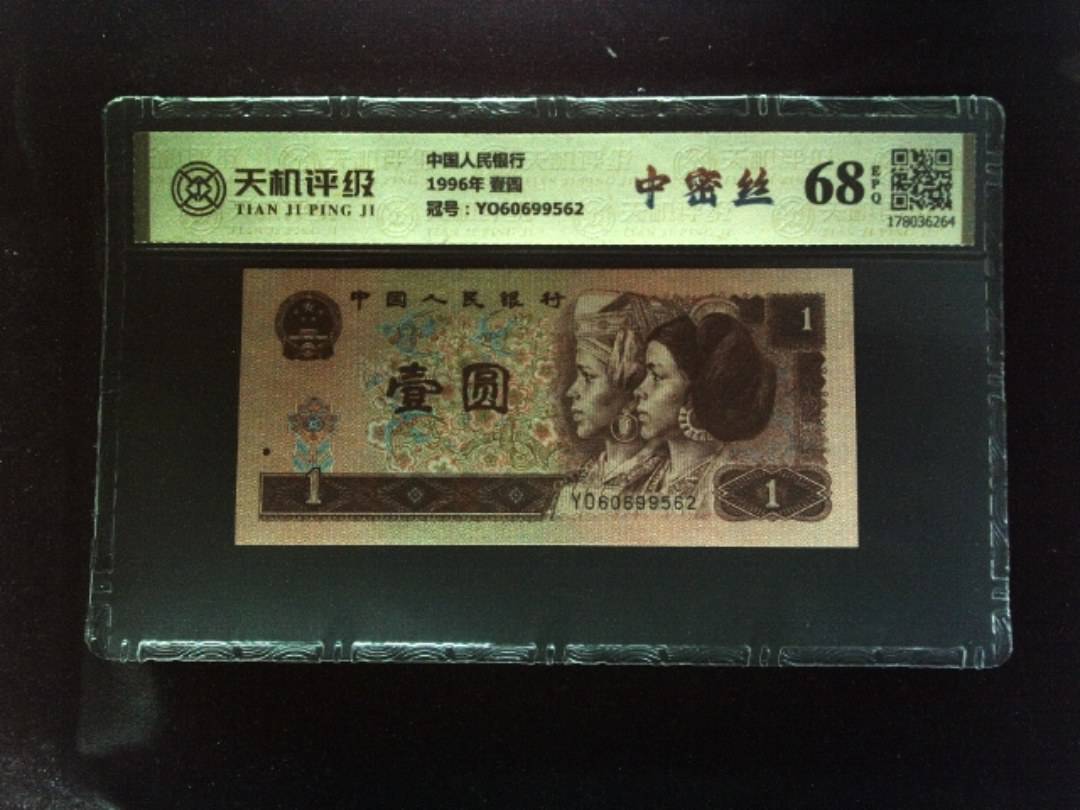 天机评级
TIAN JI PING JI
中国人民银行
1996年 壹圆
冠号：YO60699562
中密丝
68
EPQ
178036264
中国人民银行
1
壹圆
1
YO60699562
1